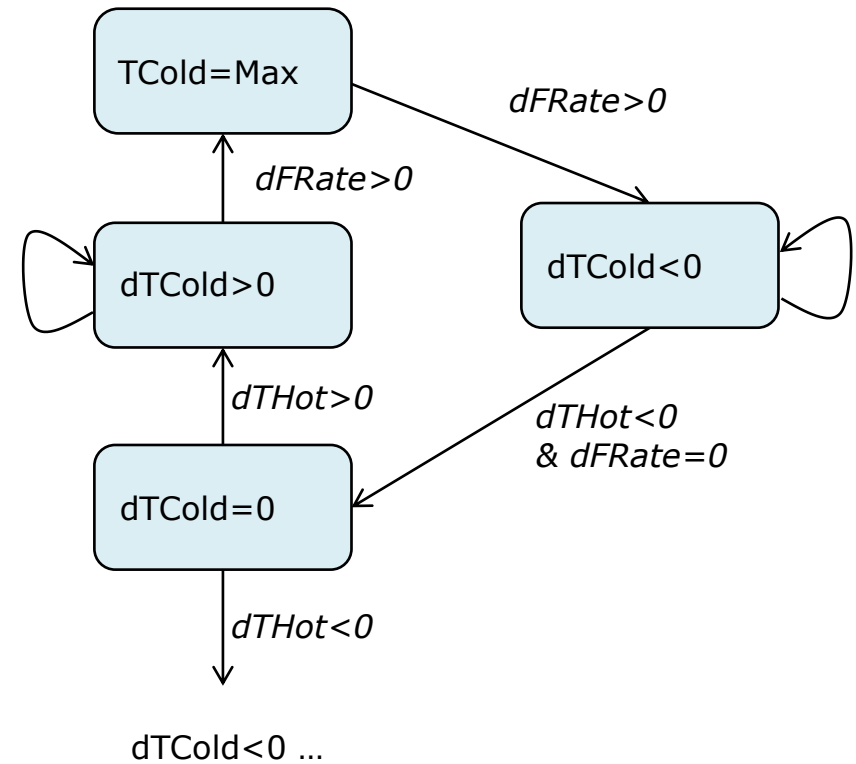 TCold=Max
dFRate>0
dFRate>0
dTCold>0
dTCold<0
dTHot>0
dTHot<0
& dFRate=0
dTCold=0
dTHot<0
dTCold<0 ...